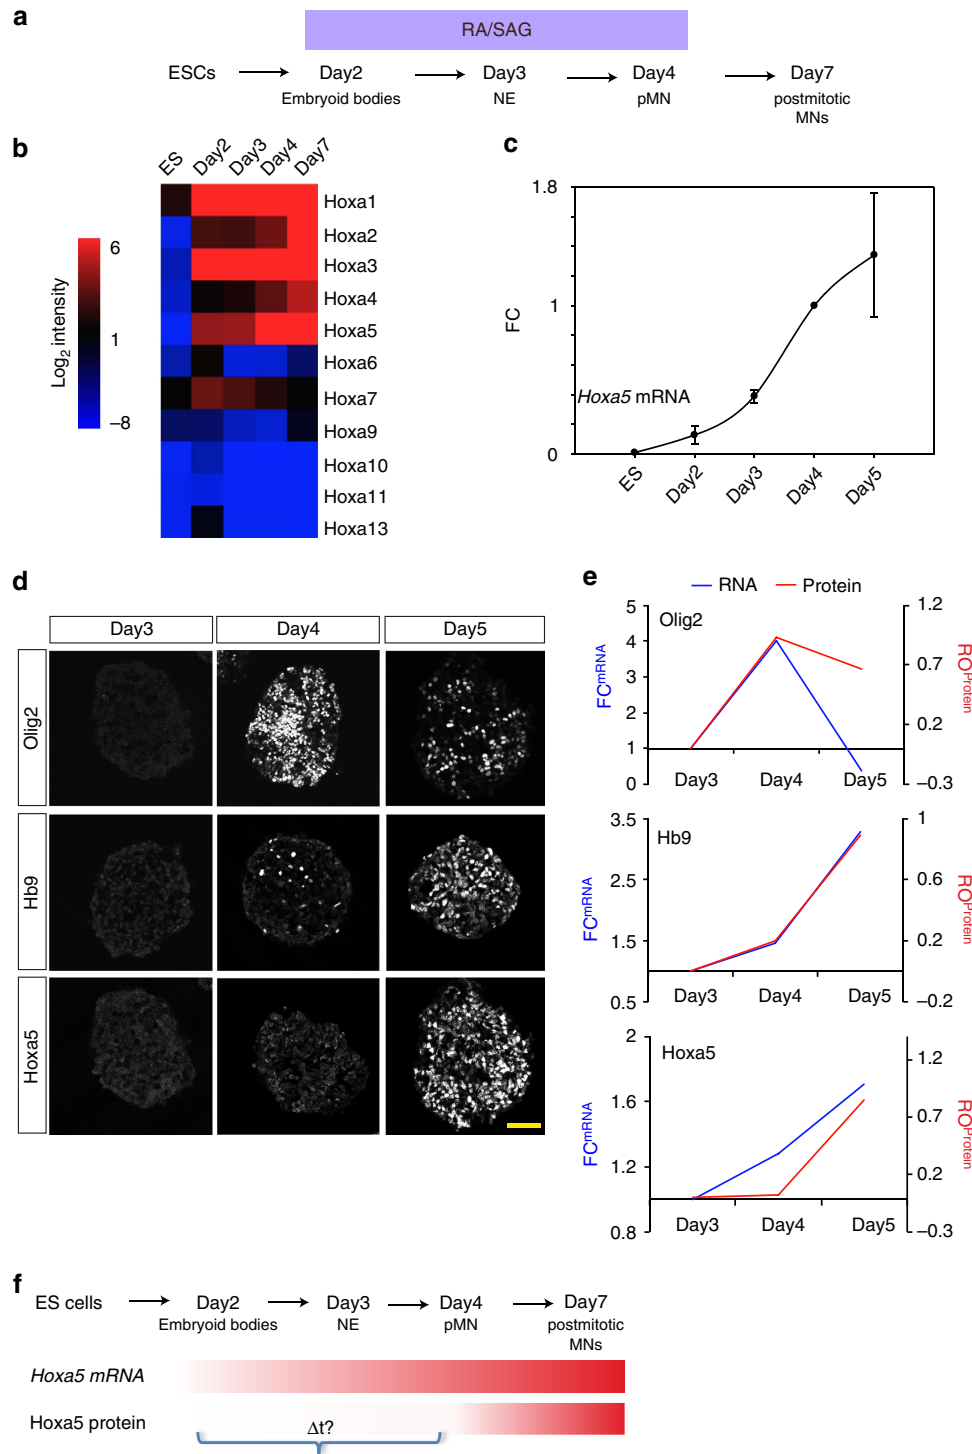 a
RA/SAG
ESCs Day2 Day3 Day4 Day7
Embryoid bodies NE pMN postmitotic
MNs
b
ES Day2 Day3 Day4 Day7
Hoxa1
Hoxa2
Hoxa3
Hoxa4
Hoxa5
Hoxa6
Hoxa7
Hoxa9
Hoxa10
Hoxa11
Hoxa13
Log2 intensity
6
1
–8
c
FC
1.8
1
0
Hoxa5 mRNA
ES Day2 Day3 Day4 Day5
d
Day3 Day4 Day5
Olig2
Hb9
Hoxa5
e
RNA Protein
Olig2
FCmRNA
5
4
3
2
1
0
Day3 Day4 Day5
1.2
0.7
0.2
–0.3
ROProtein
Hb9
FCmRNA
3.5
2.5
1.5
0.5
Day3 Day4 Day5
1
0.6
0.2
–0.2
ROProtein
Hoxa5
FCmRNA
2
1.6
1.2
0.8
Day3 Day4 Day5
1.2
0.7
0.2
–0.3
ROProtein
f
ES cells Day2 Day3 Day4 Day7
Embryoid bodies NE pMN postmitotic
MNs
Hoxa5 mRNA
Hoxa5 protein
Δt?